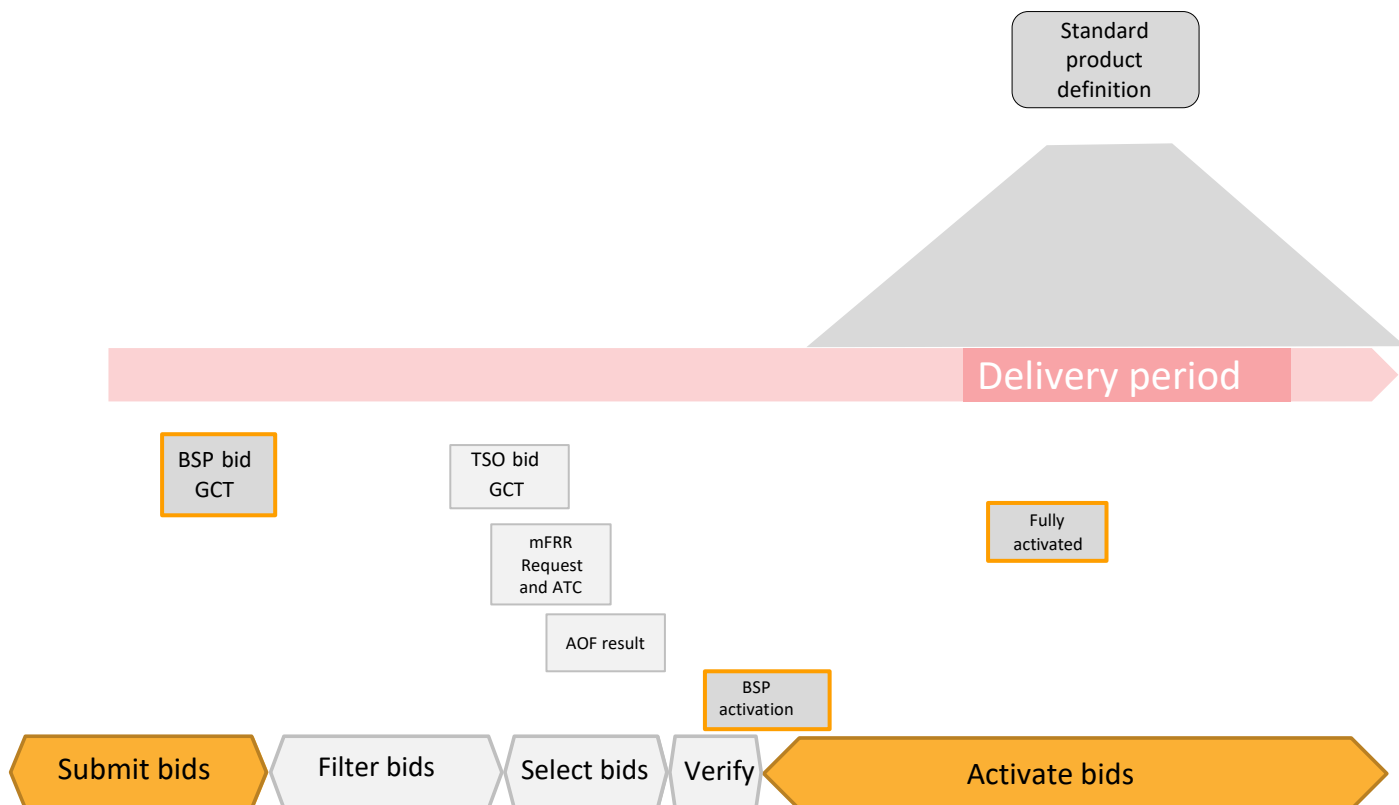 Standard
product
definition
Delivery period
BSP bid
GCT
TSO bid
GCT
mFRR
Request
and ATC
Fully
activated
AOF result
BSP
activation
Submit bids
Filter bids
Select bids
Verify
Activate bids